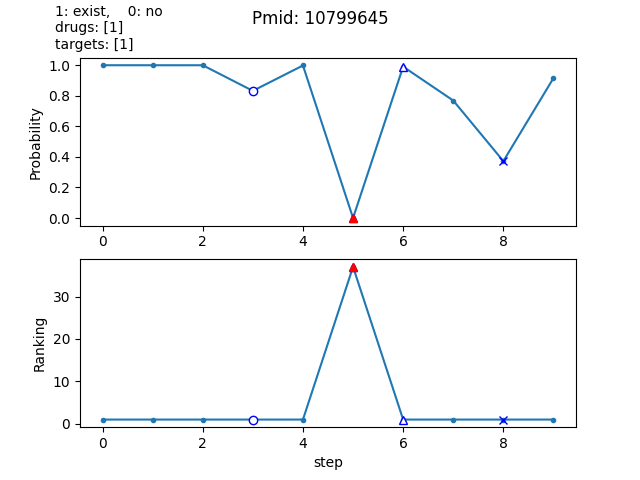 1: exist,    0: no
drugs: [1]
targets: [1]
Pmid: 10799645
Probability
1.0
0.8
0.6
0.4
0.2
0.0
0 2 4 6 8
Ranking
30
20
10
0
0 2 4 6 8
step